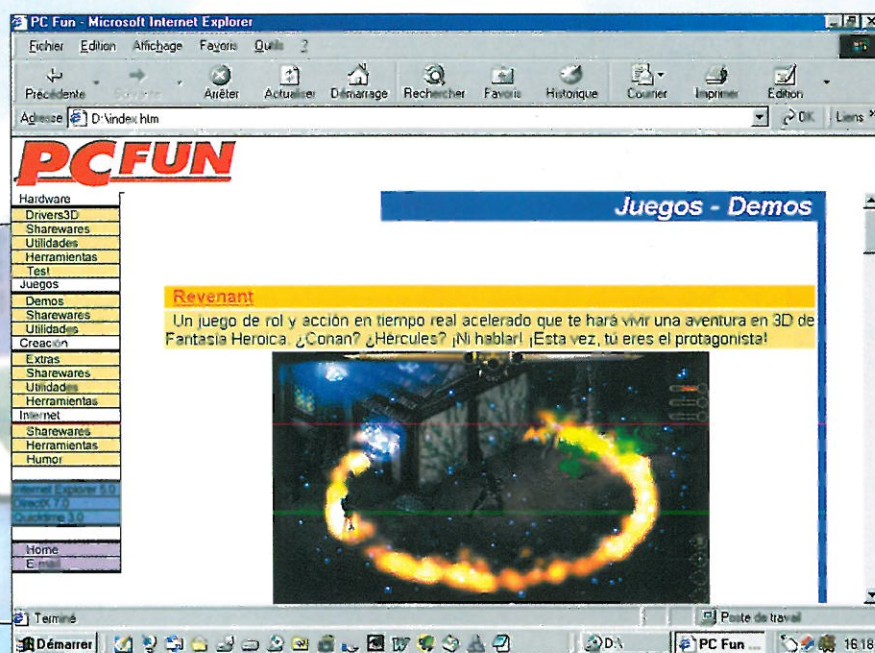 PC Fun - Microsoft Internet Explorer
Fichier Edition Affichage Favoris Outils ?
Précédente Suivante Arrêter Actualiser Démarrage Rechercher Favoris Historique Courrier Imprimer Edition
Adresse D:\index.htm OK Liens »
PCFUN
Juegos - Demos
Hardware
Drivers3D
Sharewares
Utilidades
Herramientas
Test
Juegos
Demos
Sharewares
Utilidades
Creación
Extras
Sharewares
Utilidades
Herramientas
Internet
Sharewares
Herramientas
Humor
Internet Explorer 5.0
DirectX 7.0
Quicktime 3.0
Home
E-mail
Revenant
Un juego de rol y acción en tiempo real acelerado que te hará vivir una aventura en 3D de
Fantasía Heroica. ¿Conan? ¿Hércules? ¡Ni hablar! ¡Esta vez, tú eres el protagonista!
Terminé Poste de travail
Démarrer D:\ PC Fun ... 16:18